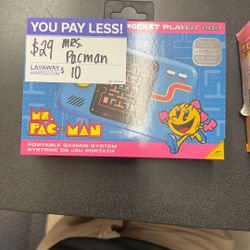 YOU PAY LESS!
POCKET PLAYER PRO
$29
mrs.
Pacman
LAYAWAY
$10
MS.
PAC-MAN
PORTABLE GAMING SYSTEM
SYSTÈME DE JEU PORTATIF